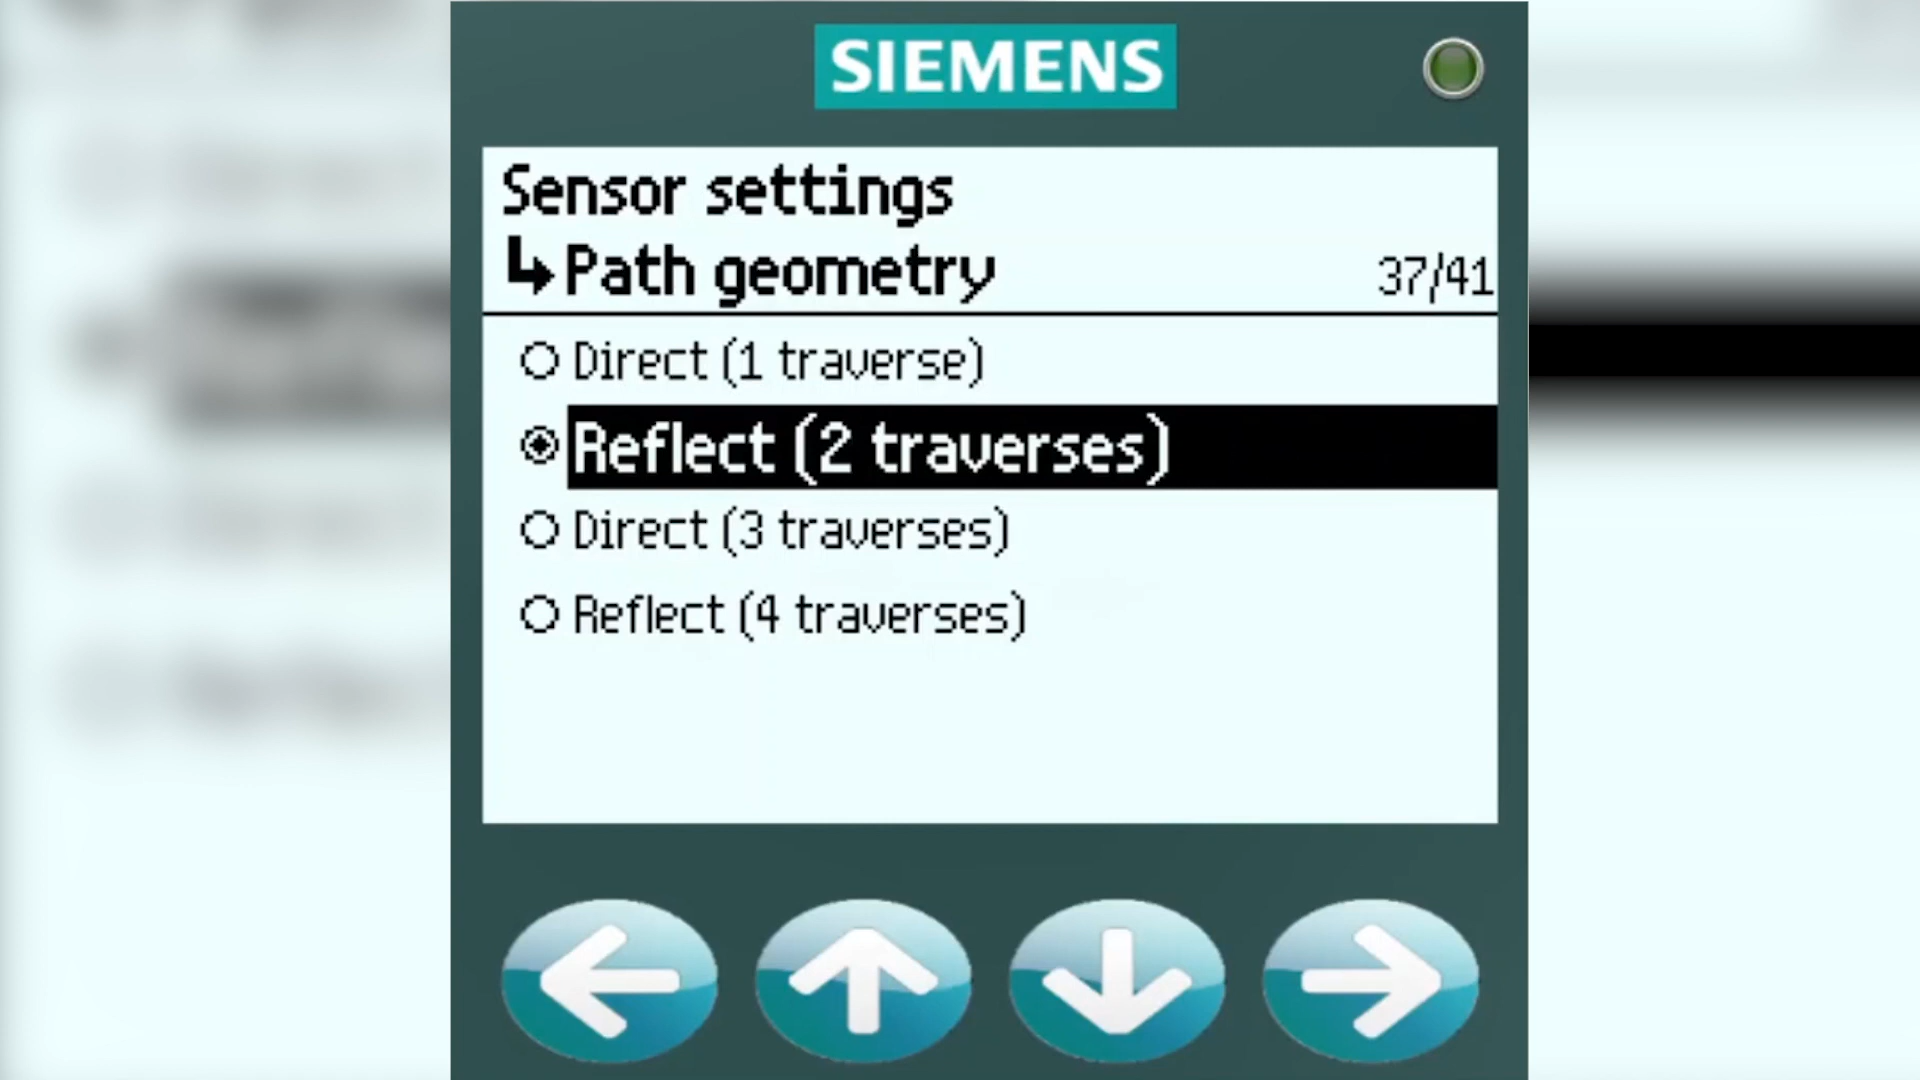 SIEMENS
Sensor settings
↳Path geometry 37/41
Direct (1 traverse)
Reflect (2 traverses)
Direct (3 traverses)
Reflect (4 traverses)